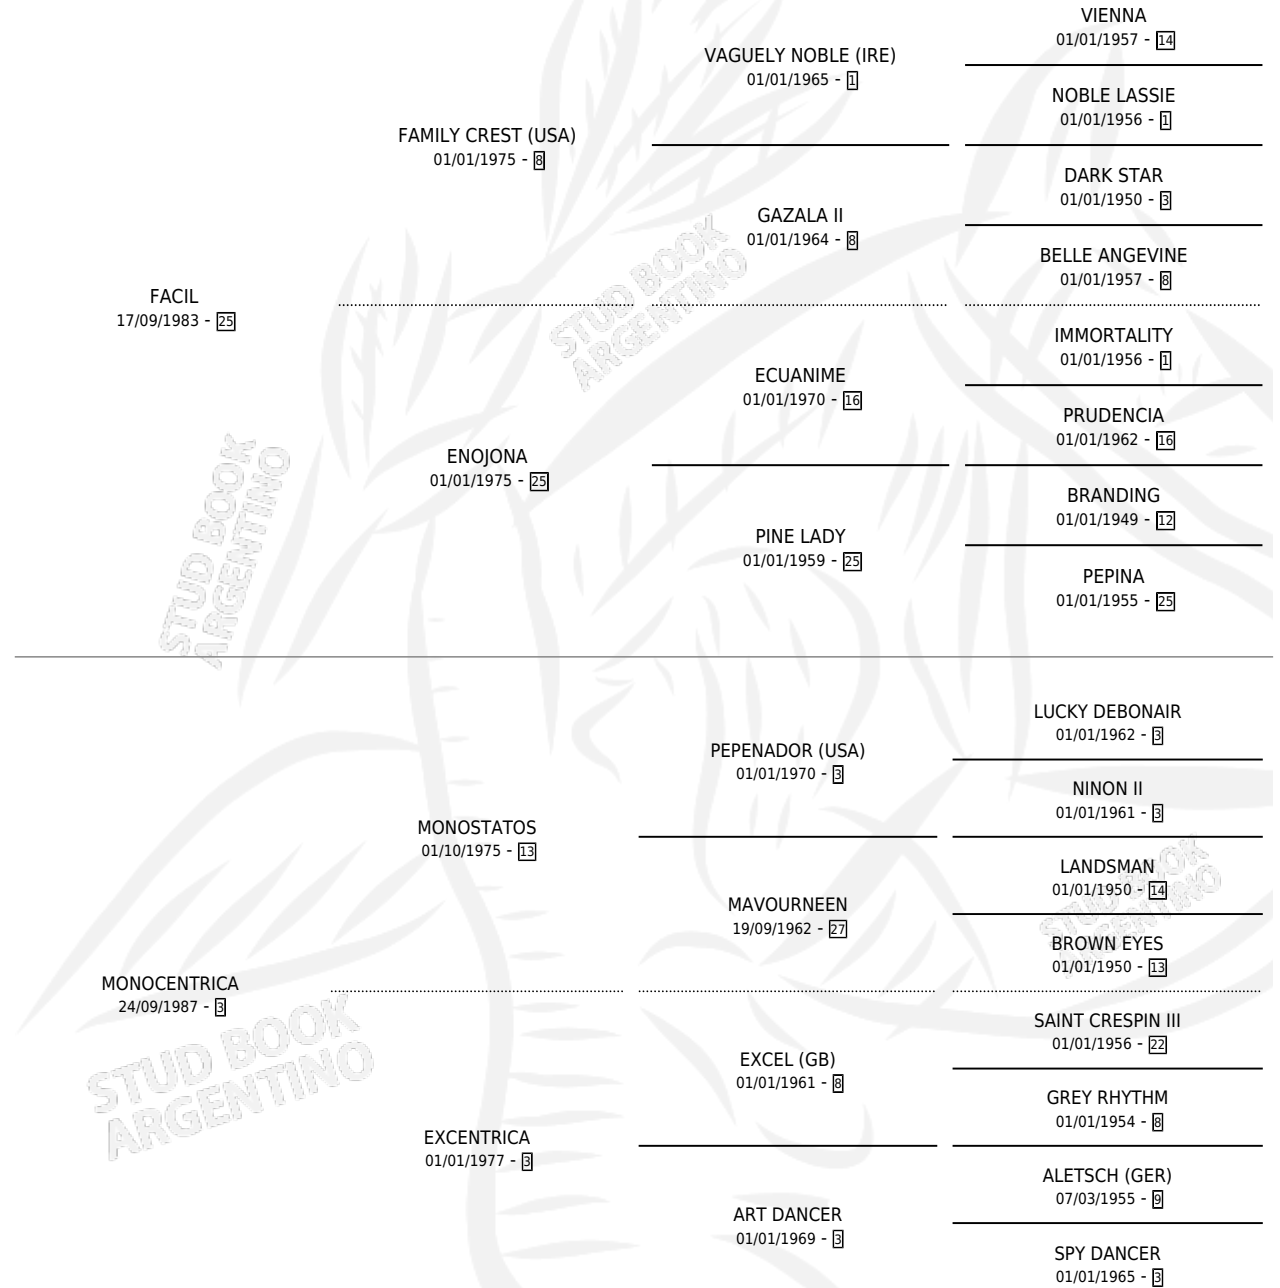 VIENNA
01/01/1957 - 14
VAGUELY NOBLE (IRE)
01/01/1965 - 1
NOBLE LASSIE
01/01/1956 - 1
FAMILY CREST (USA)
01/01/1975 - 8
DARK STAR
01/01/1950 - 3
GAZALA II
01/01/1964 - 8
BELLE ANGEVINE
01/01/1957 - 8
FACIL
17/09/1983 - 25
IMMORTALITY
01/01/1956 - 1
ECUANIME
01/01/1970 - 16
PRUDENCIA
01/01/1962 - 16
ENOJONA
01/01/1975 - 25
BRANDING
01/01/1949 - 12
PINE LADY
01/01/1959 - 25
PEPINA
01/01/1955 - 25
LUCKY DEBONAIR
01/01/1962 - 3
PEPENADOR (USA)
01/01/1970 - 3
NINON II
01/01/1961 - 3
MONOSTATOS
01/10/1975 - 13
LANDSMAN
01/01/1950 - 14
MAVOURNEEN
19/09/1962 - 27
BROWN EYES
01/01/1950 - 13
MONOCENTRICA
24/09/1987 - 3
SAINT CRESPIN III
01/01/1956 - 22
EXCEL (GB)
01/01/1961 - 8
GREY RHYTHM
01/01/1954 - 8
EXCENTRICA
01/01/1977 - 3
ALETSCH (GER)
07/03/1955 - 9
ART DANCER
01/01/1969 - 3
SPY DANCER
01/01/1965 - 3
STUD BOOK
ARGENTINO
STUD BOOK
ARGENTINO
STUD BOOK
ARGENTINO
STUD BOOK
ARGENTINO